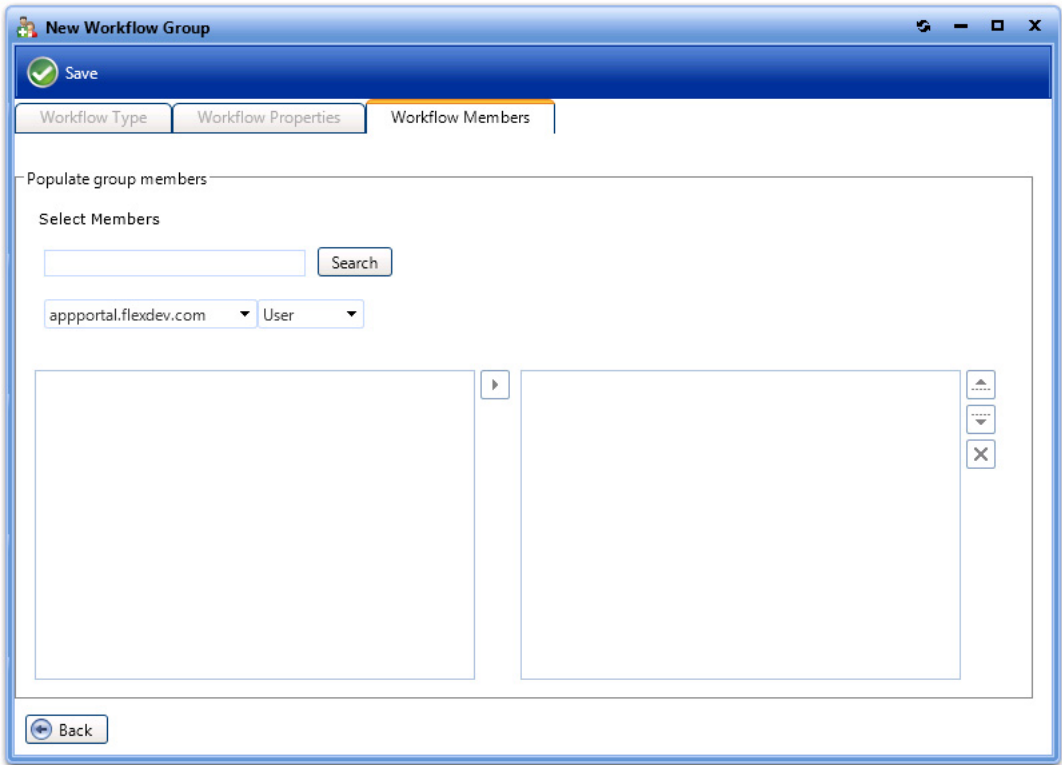 New Workflow Group
Save
Workflow Type Workflow Properties Workflow Members
Populate group members
Select Members
Search
appportal.flexdev.com User
Back